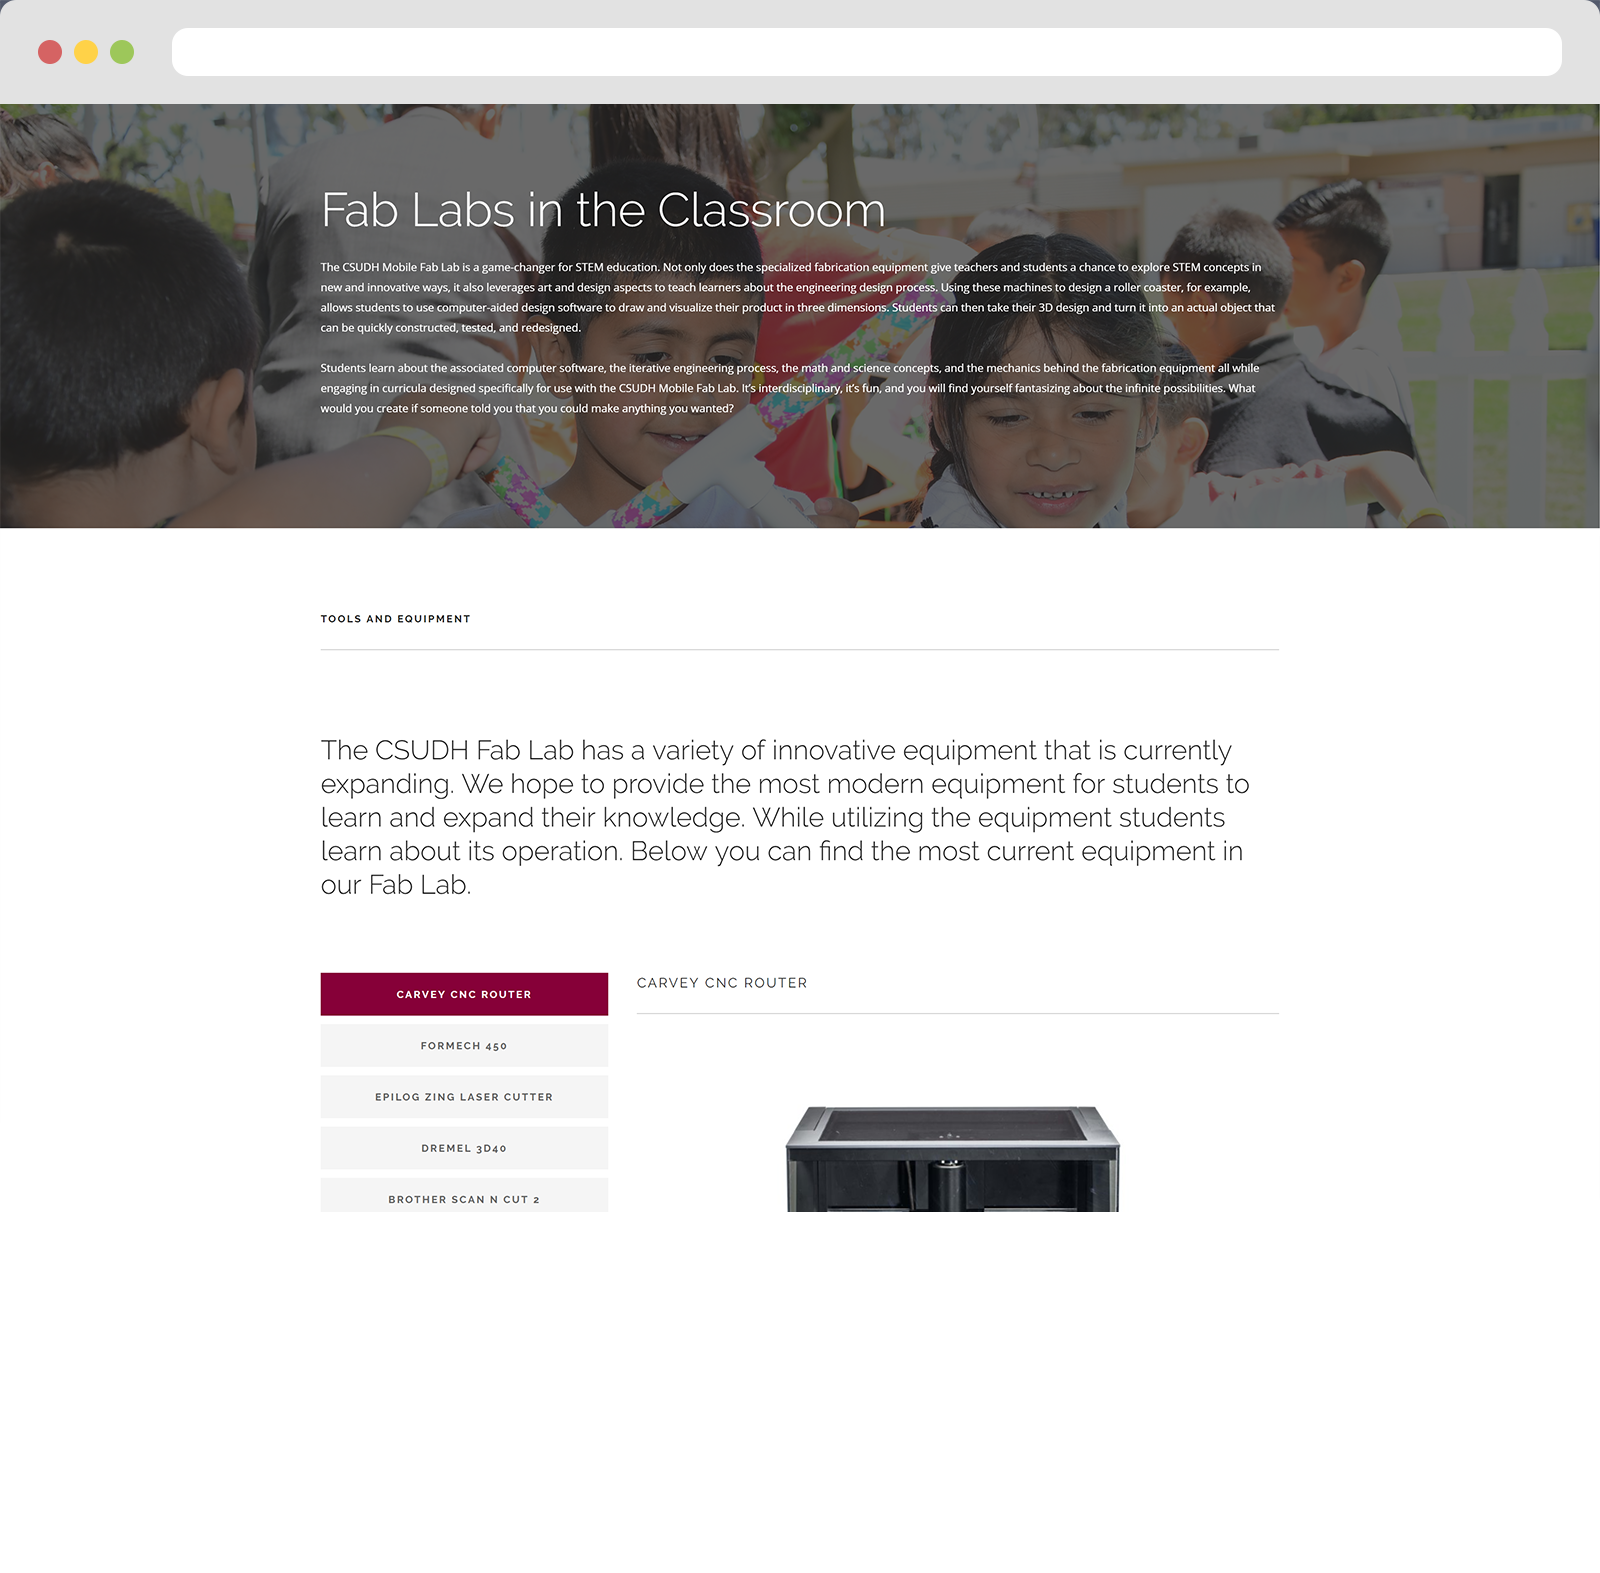 Fab Labs in the Classroom
The CSUDH Mobile Fab Lab is a game-changer for STEM education. Not only does the specialized fabrication equipment give teachers and students a chance to explore STEM concepts in
new and innovative ways, it also leverages art and design aspects to teach learners about the engineering design process. Using these machines to design a roller coaster, for example,
allows students to use computer-aided design software to draw and visualize their product in three dimensions. Students can then take their 3D design and turn it into an actual object that
can be quickly constructed, tested, and redesigned.
Students learn about the associated computer software, the iterative engineering process, the math and science concepts, and the mechanics behind the fabrication equipment all while
engaging in curricula designed specifically for use with the CSUDH Mobile Fab Lab. It's interdisciplinary, it's fun, and you will find yourself fantasizing about the infinite possibilities. What
would you create if someone told you that you could make anything you wanted?
TOOLS AND EQUIPMENT
The CSUDH Fab Lab has a variety of innovative equipment that is currently
expanding. We hope to provide the most modern equipment for students to
learn and expand their knowledge. While utilizing the equipment students
learn about its operation. Below you can find the most current equipment in
our Fab Lab.
CARVEY CNC ROUTER
FORMECH 450
EPILOG ZING LASER CUTTER
DREMEL 3D40
BROTHER SCAN N CUT 2
CARVEY CNC ROUTER